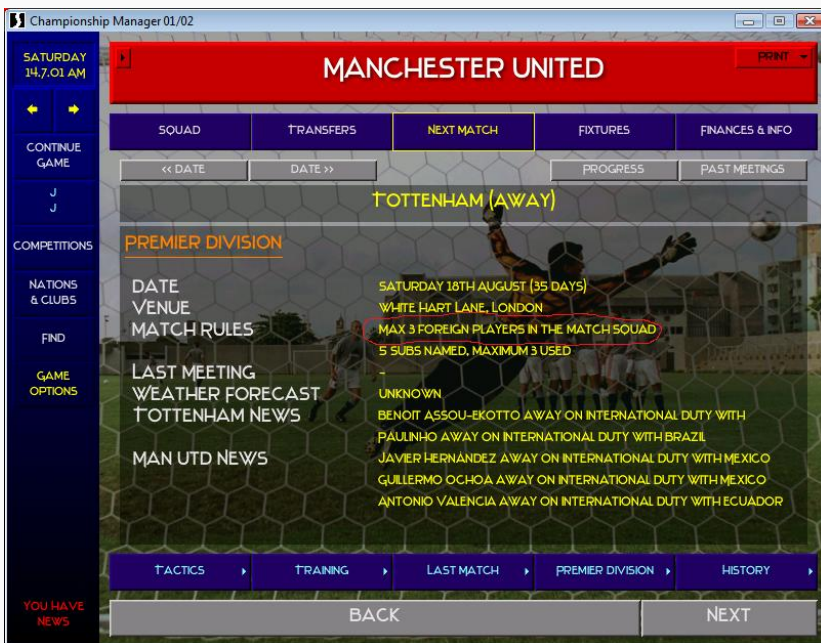 Championship Manager 01/02
SATURDAY
14.7.01 AM
CONTINUE
GAME
J
J
COMPETITIONS
NATIONS
& CLUBS
FIND
GAME
OPTIONS
YOU HAVE
NEWS
MANCHESTER UNITED
PRINT
SQUAD
TRANSFERS
NEXT MATCH
FIXTURES
FINANCES & INFO
<< DATE
DATE >>
PROGRESS
PAST MEETINGS
TOTTENHAM (AWAY)
PREMIER DIVISION
DATE SATURDAY 18TH AUGUST (35 DAYS)
VENUE WHITE HART LANE, LONDON
MATCH RULES MAX 3 FOREIGN PLAYERS IN THE MATCH SQUAD
5 SUBS NAMED, MAXIMUM 3 USED
LAST MEETING -
WEATHER FORECAST UNKNOWN
TOTTENHAM NEWS BENOIT ASSOU-EKOTTO AWAY ON INTERNATIONAL DUTY WITH
PAULINHO AWAY ON INTERNATIONAL DUTY WITH BRAZIL
MAN UTD NEWS JAVIER HERNÁNDEZ AWAY ON INTERNATIONAL DUTY WITH MEXICO
GUILLERMO OCHOA AWAY ON INTERNATIONAL DUTY WITH MEXICO
ANTONIO VALENCIA AWAY ON INTERNATIONAL DUTY WITH ECUADOR
TACTICS
TRAINING
LAST MATCH
PREMIER DIVISION
HISTORY
BACK
NEXT